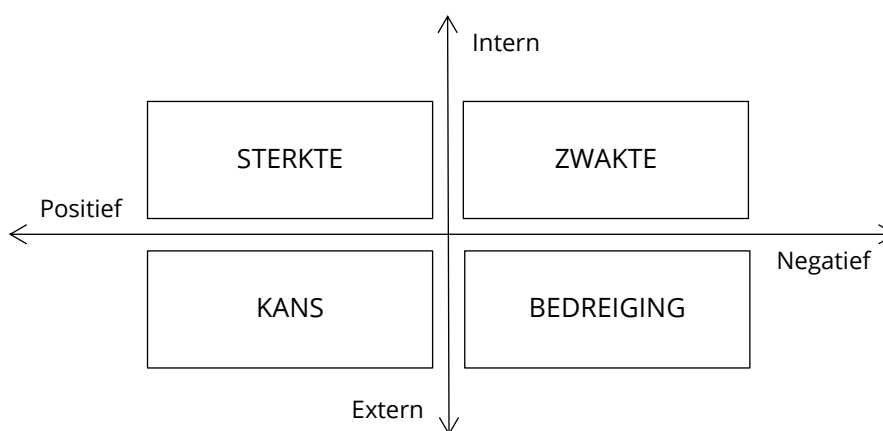 Intern
STERKTE
ZWAKTE
Positief
Negatief
KANS
BEDREIGING
Extern